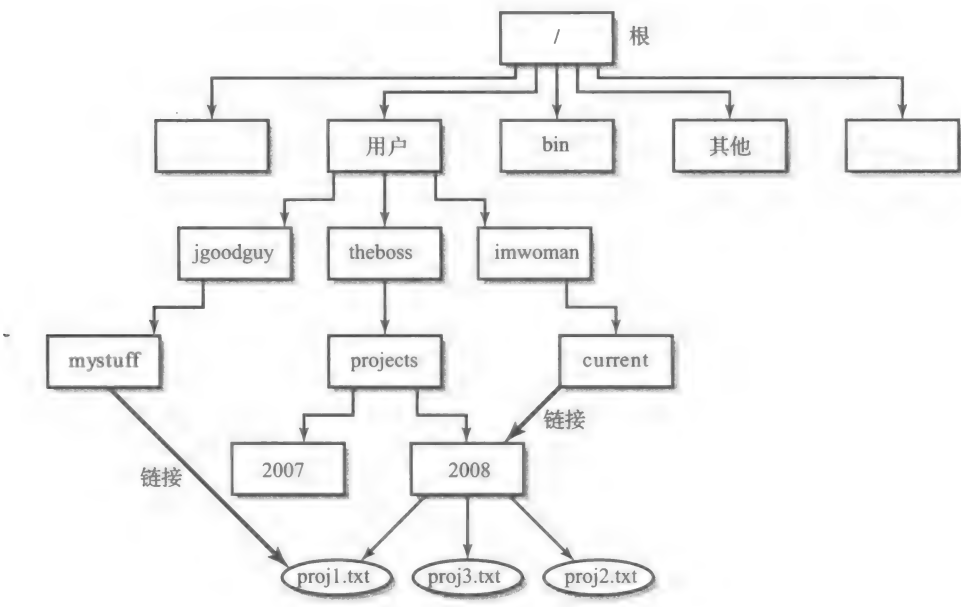 /
根
用户
bin
其他
jgoodguy
theboss
imwoman
mystuff
projects
current
链接
2007
2008
链接
proj1.txt
proj3.txt
proj2.txt